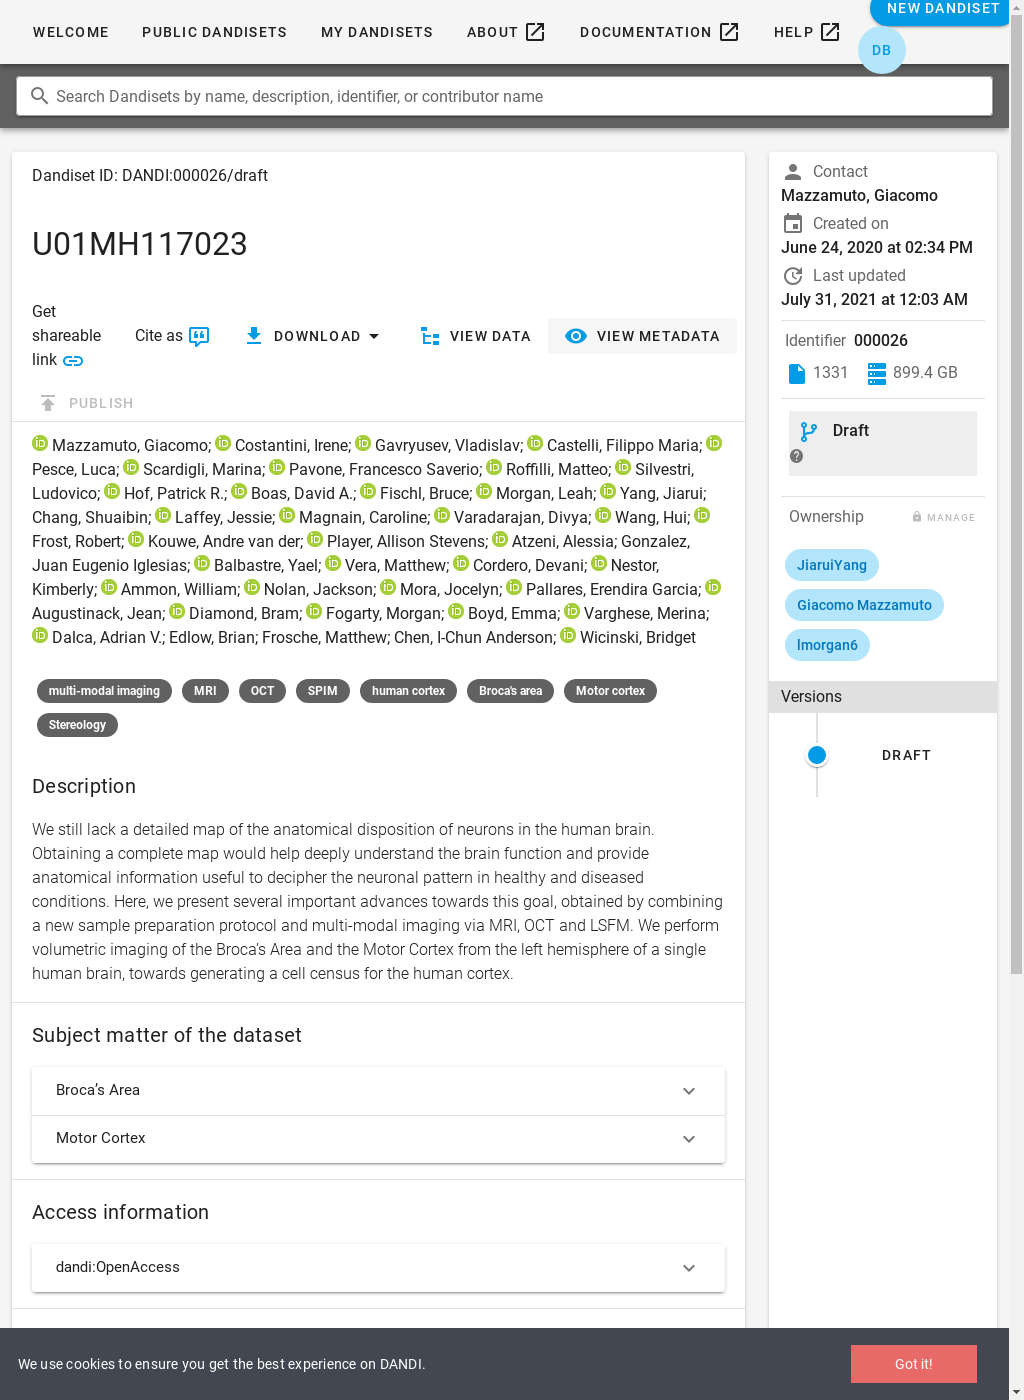 WELCOME
PUBLIC DANDISETS
MY DANDISETS
ABOUT
DOCUMENTATION
HELP
NEW DANDISET
DB
Search Dandisets by name, description, identifier, or contributor name
Dandiset ID: DANDI:000026/draft
U01MH117023
Get
shareable
link
Cite as
DOWNLOAD
VIEW DATA
VIEW METADATA
PUBLISH
Mazzamuto, Giacomo; Costantini, Irene; Gavryusev, Vladislav; Castelli, Filippo Maria;
Pesce, Luca; Scardigli, Marina; Pavone, Francesco Saverio; Roffilli, Matteo; Silvestri,
Ludovico; Hof, Patrick R.; Boas, David A.; Fischl, Bruce; Morgan, Leah; Yang, Jiarui;
Chang, Shuaibin; Laffey, Jessie; Magnain, Caroline; Varadarajan, Divya; Wang, Hui;
Frost, Robert; Kouwe, Andre van der; Player, Allison Stevens; Atzeni, Alessia; Gonzalez,
Juan Eugenio Iglesias; Balbastre, Yael; Vera, Matthew; Cordero, Devani; Nestor,
Kimberly; Ammon, William; Nolan, Jackson; Mora, Jocelyn; Pallares, Erendira Garcia;
Augustinack, Jean; Diamond, Bram; Fogarty, Morgan; Boyd, Emma; Varghese, Merina;
Dalca, Adrian V.; Edlow, Brian; Frosche, Matthew; Chen, I-Chun Anderson; Wicinski, Bridget
multi-modal imaging
MRI
OCT
SPIM
human cortex
Broca's area
Motor cortex
Stereology
Description
We still lack a detailed map of the anatomical disposition of neurons in the human brain.
Obtaining a complete map would help deeply understand the brain function and provide
anatomical information useful to decipher the neuronal pattern in healthy and diseased
conditions. Here, we present several important advances towards this goal, obtained by combining
a new sample preparation protocol and multi-modal imaging via MRI, OCT and LSFM. We perform
volumetric imaging of the Broca’s Area and the Motor Cortex from the left hemisphere of a single
human brain, towards generating a cell census for the human cortex.
Subject matter of the dataset
Broca’s Area
Motor Cortex
Access information
dandi:OpenAccess
Contact
Mazzamuto, Giacomo
Created on
June 24, 2020 at 02:34 PM
Last updated
July 31, 2021 at 12:03 AM
Identifier 000026
1331
899.4 GB
Draft
Ownership
MANAGE
JiaruiYang
Giacomo Mazzamuto
lmorgan6
Versions
DRAFT
We use cookies to ensure you get the best experience on DANDI.
Got it!